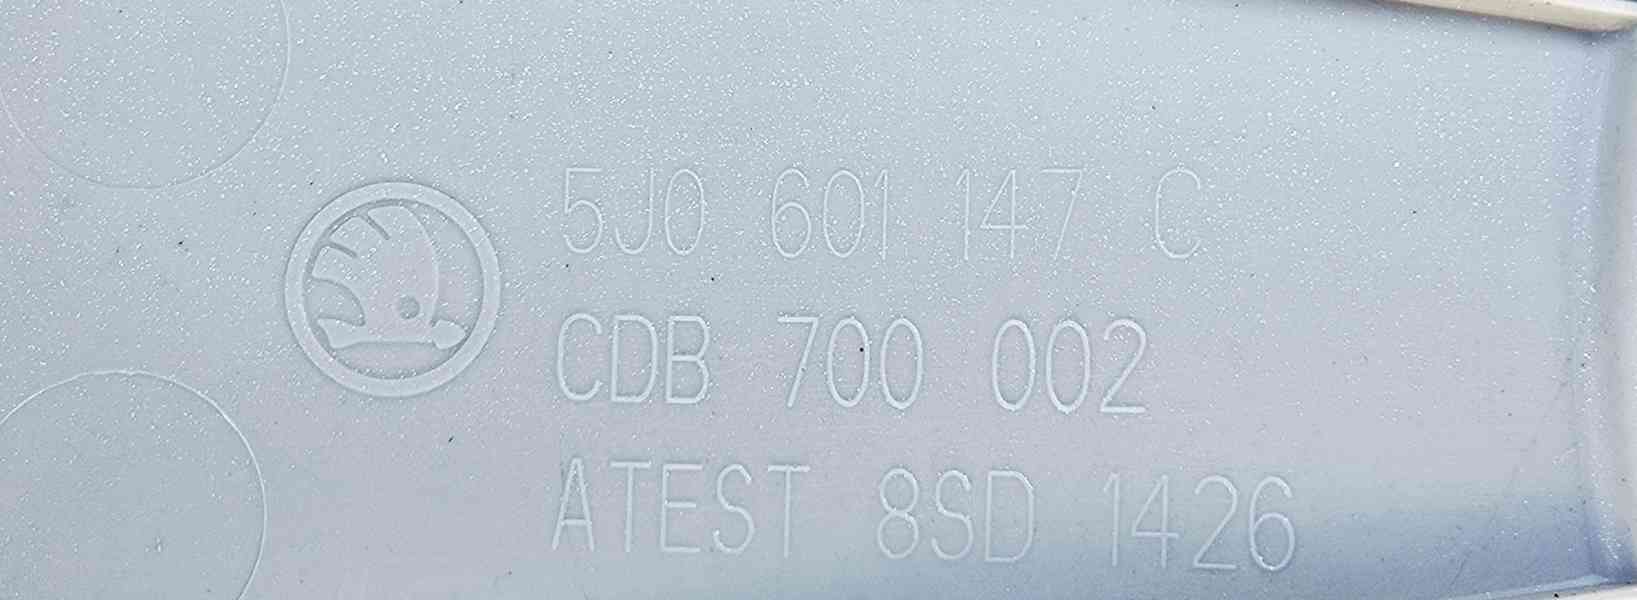 5J0 601 147 C
CDB 700 002
ATEST 8SD 1426